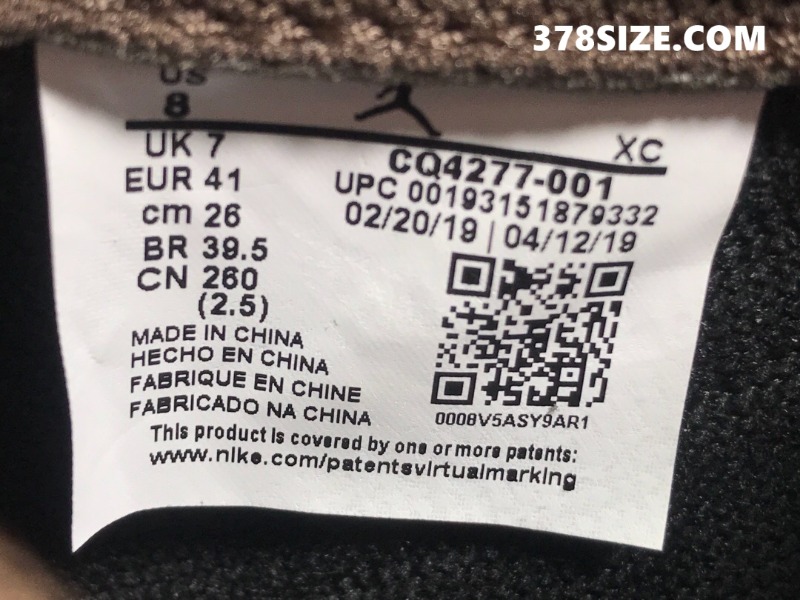 378SIZE.COM
US
8
UK 7
EUR 41
cm 26
BR 39.5
CN 260
(2.5)
XC
CQ4277-001
UPC 00193151879332
02/20/19 | 04/12/19
0008V5ASY9AR1
MADE IN CHINA
HECHO EN CHINA
FABRIQUE EN CHINE
FABRICADO NA CHINA
This product is covered by one or more patents:
www.nike.com/patentsvirtualmarking